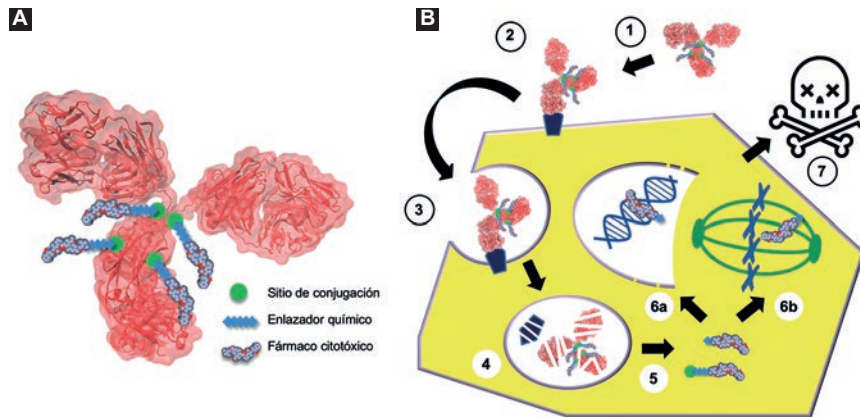 A
Sitio de conjugación
Enlazador químico
Fármaco citotóxico
B
1
2
3
4
5
6a
6b
7